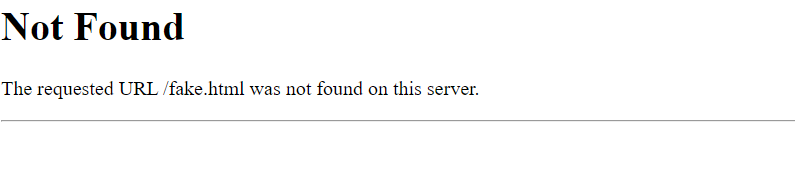 Not Found
The requested URL /fake.html was not found on this server.